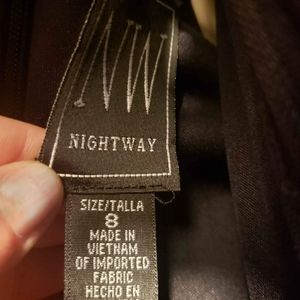 NW
NIGHTWAY
SIZE/TALLA
8
MADE IN
VIETNAM
OF IMPORTED
FABRIC
HECHO EN